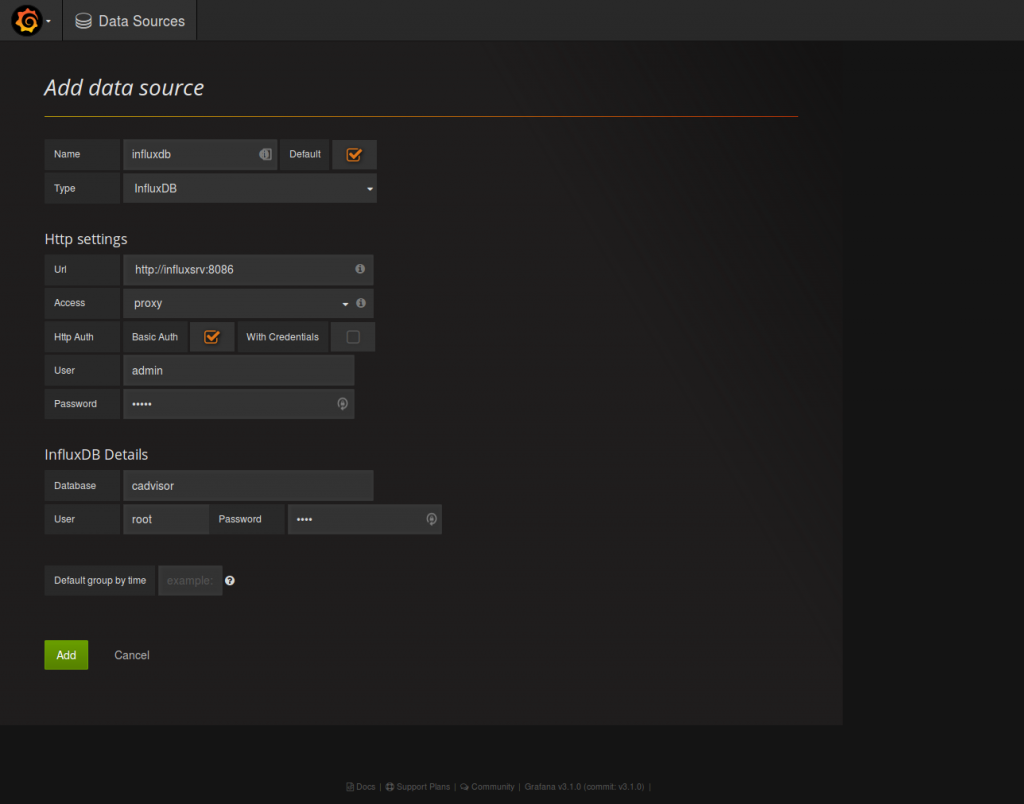 Data Sources
Add data source
Name influxdb Default
Type InfluxDB
Http settings
Url http://influxsrv:8086
Access proxy
Http Auth Basic Auth With Credentials
User admin
Password •••••
InfluxDB Details
Database cadvisor
User root Password ••••
Default group by time example:
Add Cancel
Docs | Support Plans | Community | Grafana v3.1.0 (commit: v3.1.0) |